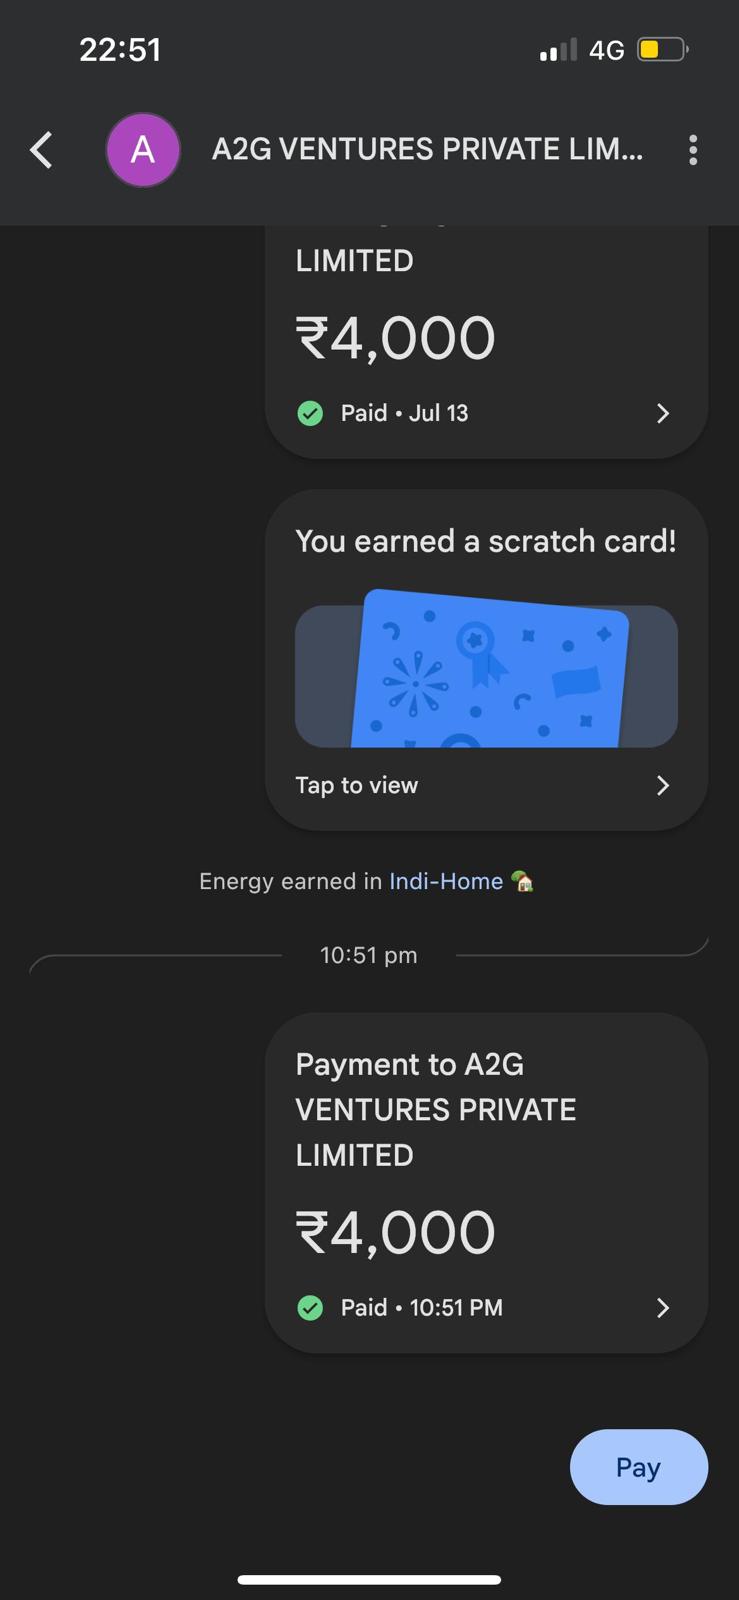 22:51
4G
A
A2G VENTURES PRIVATE LIM...
LIMITED
₹4,000
Paid • Jul 13
You earned a scratch card!
Tap to view
Energy earned in Indi-Home 🏡
10:51 pm
Payment to A2G
VENTURES PRIVATE
LIMITED
₹4,000
Paid • 10:51 PM
Pay